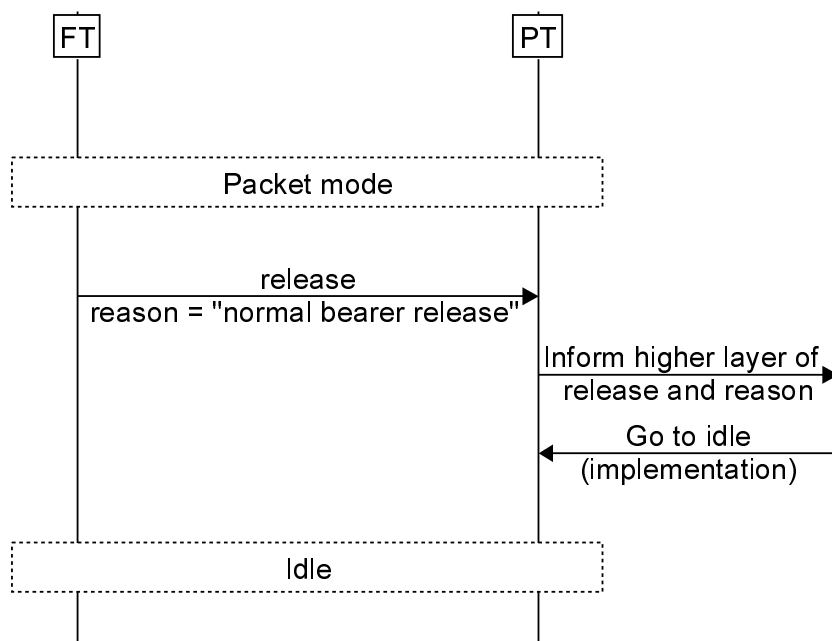 FT
PT
Packet mode
release
reason = "normal bearer release"
Inform higher layer of
release and reason
Go to idle
(implementation)
Idle